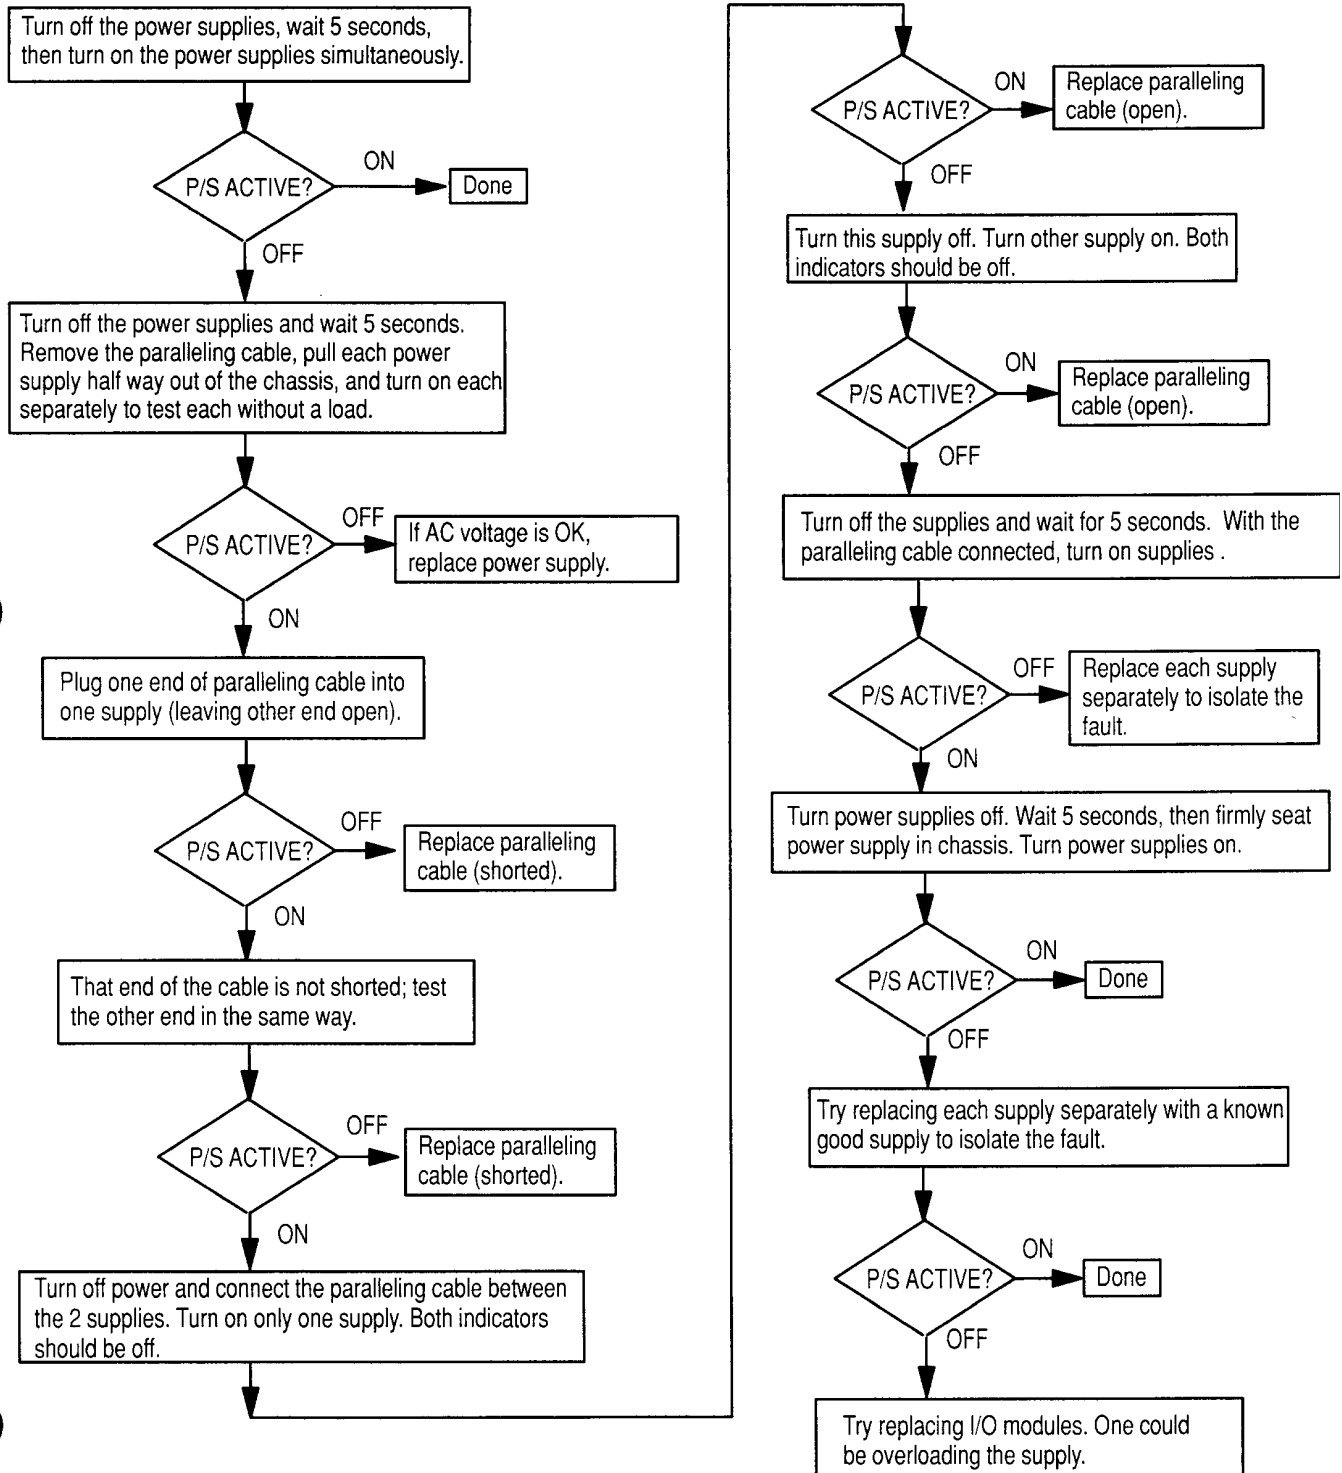 Turn off the power supplies, wait 5 seconds,
then turn on the power supplies simultaneously.
P/S ACTIVE?
ON
Done
OFF
Turn off the power supplies and wait 5 seconds.
Remove the paralleling cable, pull each power
supply half way out of the chassis, and turn on each
separately to test each without a load.
P/S ACTIVE?
OFF
If AC voltage is OK,
replace power supply.
ON
Plug one end of paralleling cable into
one supply (leaving other end open).
P/S ACTIVE?
OFF
Replace paralleling
cable (shorted).
ON
That end of the cable is not shorted; test
the other end in the same way.
P/S ACTIVE?
OFF
Replace paralleling
cable (shorted).
ON
Turn off power and connect the paralleling cable between
the 2 supplies. Turn on only one supply. Both indicators
should be off.
P/S ACTIVE?
ON
Replace paralleling
cable (open).
OFF
Turn this supply off. Turn other supply on. Both
indicators should be off.
P/S ACTIVE?
ON
Replace paralleling
cable (open).
OFF
Turn off the supplies and wait for 5 seconds. With the
paralleling cable connected, turn on supplies .
P/S ACTIVE?
OFF
Replace each supply
separately to isolate the
fault.
ON
Turn power supplies off. Wait 5 seconds, then firmly seat
power supply in chassis. Turn power supplies on.
P/S ACTIVE?
ON
Done
OFF
Try replacing each supply separately with a known
good supply to isolate the fault.
P/S ACTIVE?
ON
Done
OFF
Try replacing I/O modules. One could
be overloading the supply.